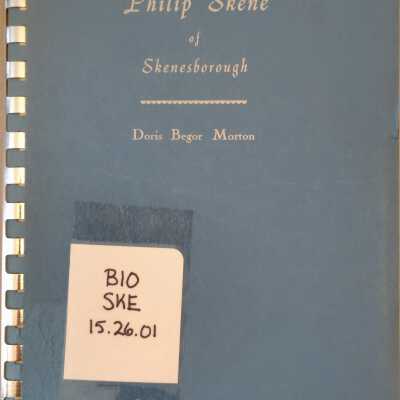 Philip Skene
of
Skenesborough
Doris Begor Morton
BIO
SKE
15.26.01